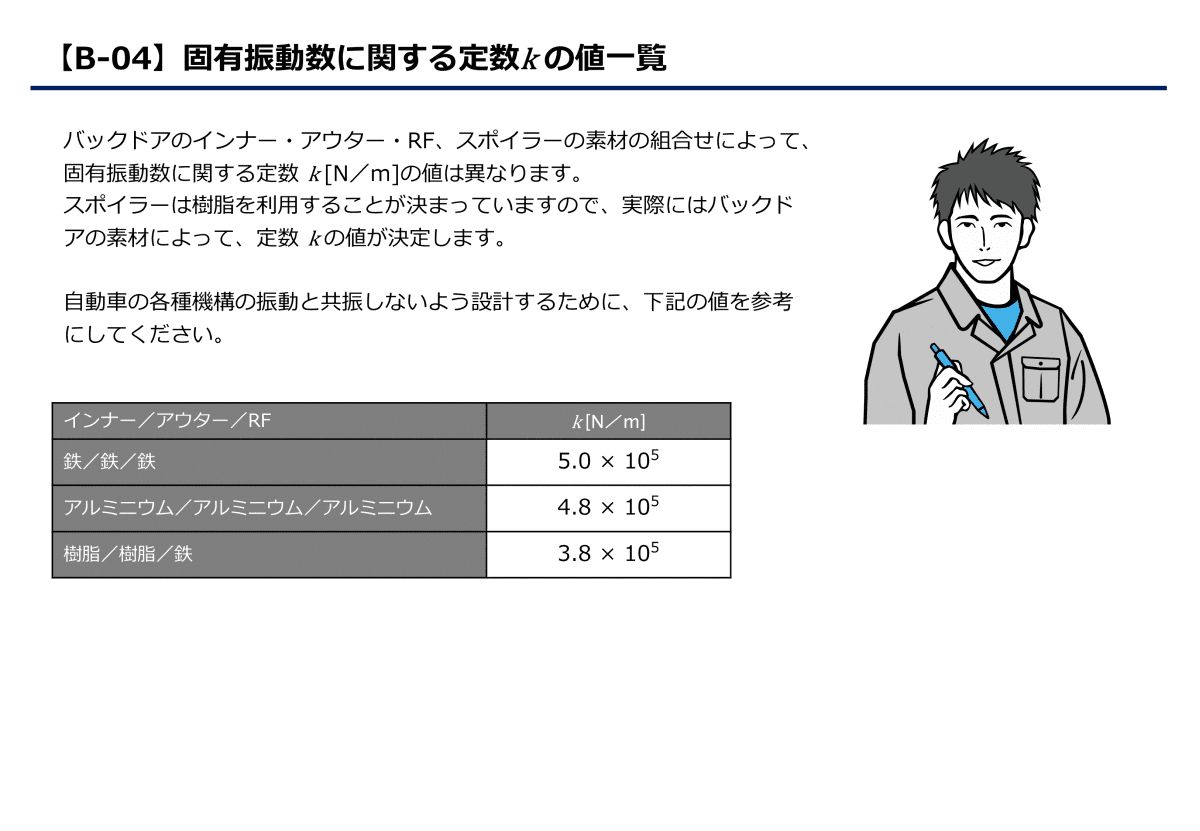 【B-04】固有振動数に関する定数kの値一覧
バックドアのインナー・アウター・RF、スポイラーの素材の組合せによって、
固有振動数に関する定数 k[N／m]の値は異なります。
スポイラーは樹脂を利用することが決まっていますので、実際にはバックド
アの素材によって、定数 kの値が決定します。
自動車の各種機構の振動と共振しないよう設計するために、下記の値を参考
にしてください。
インナー／アウター／RF k[N／m]
鉄／鉄／鉄 5.0 × 10⁵
アルミニウム／アルミニウム／アルミニウム 4.8 × 10⁵
樹脂／樹脂／鉄 3.8 × 10⁵